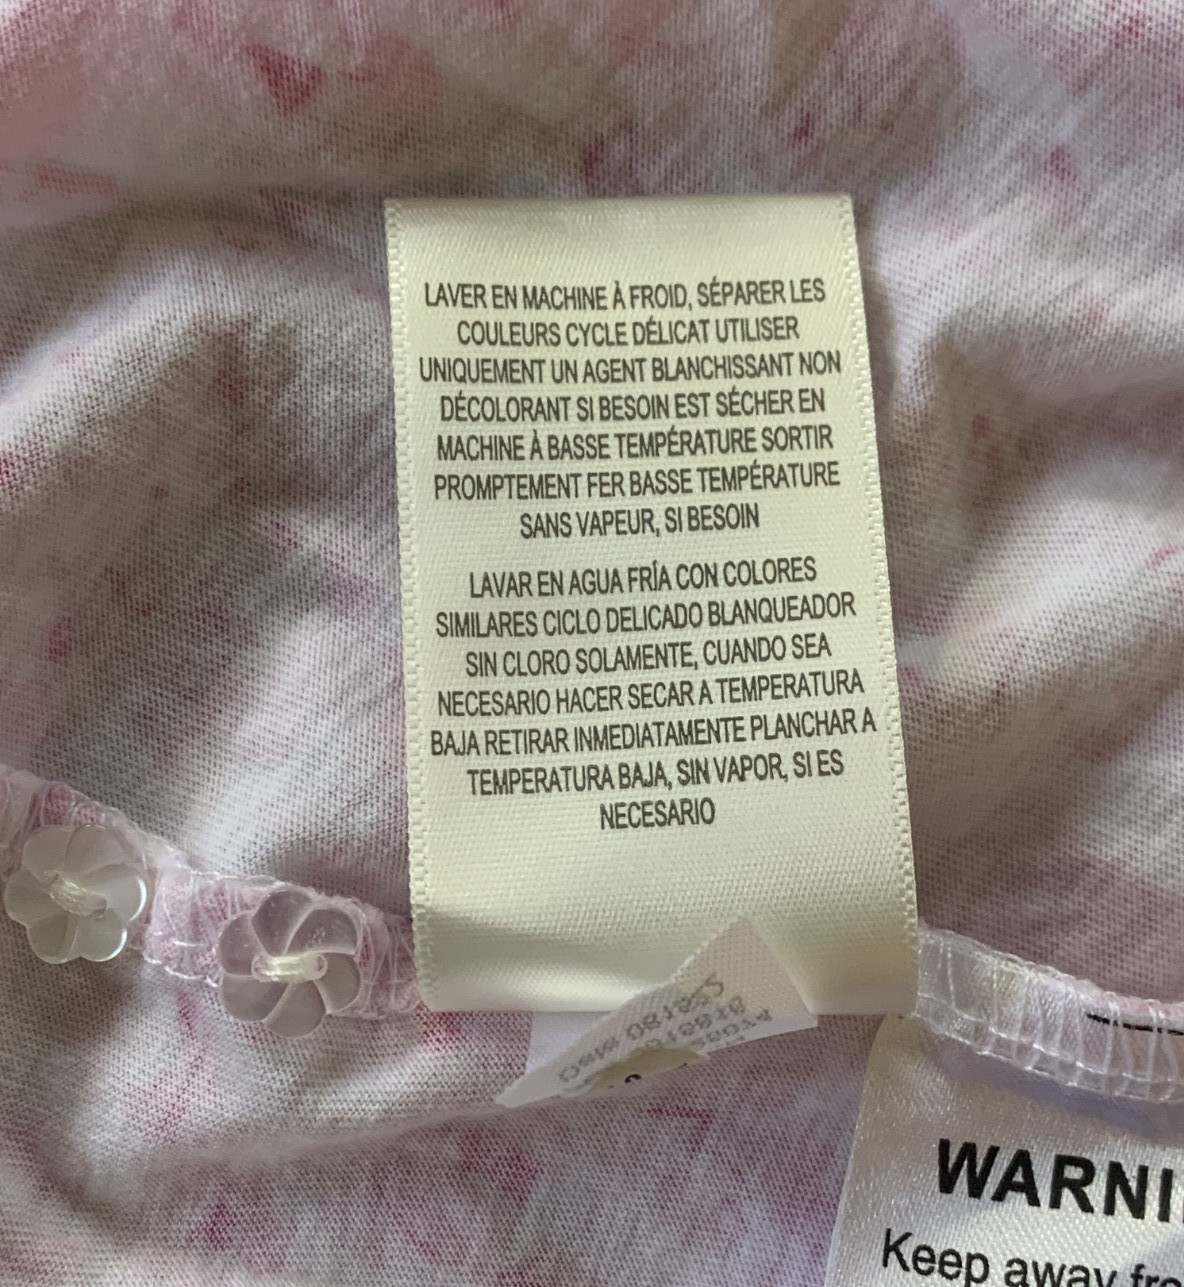 LAVER EN MACHINE À FROID, SÉPARER LES
COULEURS CYCLE DÉLICAT UTILISER
UNIQUEMENT UN AGENT BLANCHISSANT NON
DÉCOLORANT SI BESOIN EST SÉCHER EN
MACHINE À BASSE TEMPÉRATURE SORTIR
PROMPTEMENT FER BASSE TEMPÉRATURE
SANS VAPEUR, SI BESOIN
LAVAR EN AGUA FRÍA CON COLORES
SIMILARES CICLO DELICADO BLANQUEADOR
SIN CLORO SOLAMENTE, CUANDO SEA
NECESARIO HACER SECAR A TEMPERATURA
BAJA RETIRAR INMEDIATAMENTE PLANCHAR A
TEMPERATURA BAJA, SIN VAPOR, SI ES
NECESARIO
WARNI
Keep away fro